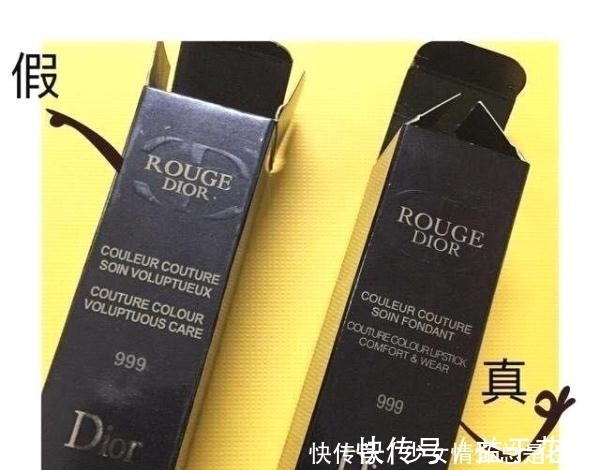 假
ROUGE
DIOR
COULEUR COUTURE
SOIN VOLUPTUEUX
COUTURE COLOUR
VOLUPTUOUS CARE
999
Dior
ROUGE
DIOR
COULEUR COUTURE
SOIN FONDANT
COUTURE COLOUR LIPSTICK
COMFORT & WEAR
999
真
快传号